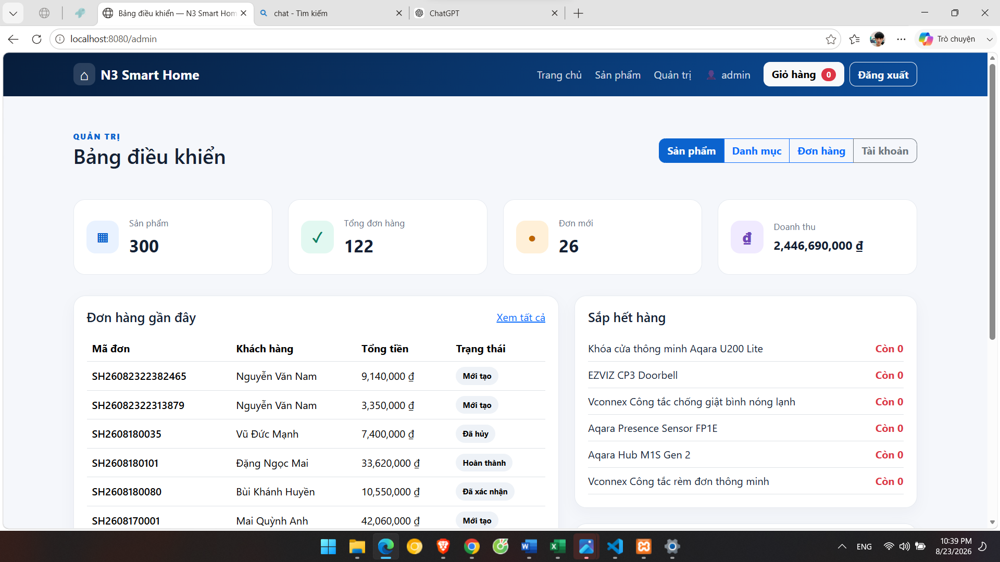 Bảng điều khiển — N3 Smart Hom
chat - Tìm kiếm
ChatGPT
localhost:8080/admin
Trò chuyện
N3 Smart Home
Trang chủ
Sản phẩm
Quản trị
admin
Giỏ hàng 0
Đăng xuất
QUẢN TRỊ
Bảng điều khiển
Sản phẩm
Danh mục
Đơn hàng
Tài khoản
Sản phẩm
300
Tổng đơn hàng
122
Đơn mới
26
đ
Doanh thu
2,446,690,000 ₫
Đơn hàng gần đây
Xem tất cả
Mã đơn Khách hàng Tổng tiền Trạng thái
SH26082322382465 Nguyễn Văn Nam 9,140,000 ₫ Mới tạo
SH26082322313879 Nguyễn Văn Nam 3,350,000 ₫ Mới tạo
SH2608180035 Vũ Đức Mạnh 7,400,000 ₫ Đã hủy
SH2608180101 Đặng Ngọc Mai 33,620,000 ₫ Hoàn thành
SH2608180080 Bùi Khánh Huyền 10,550,000 ₫ Đã xác nhận
SH2608170001 Mai Quỳnh Anh 42,060,000 ₫ Mới tạo
Sắp hết hàng
Khóa cửa thông minh Aqara U200 Lite Còn 0
EZVIZ CP3 Doorbell Còn 0
Vconnex Công tắc chống giật bình nóng lạnh Còn 0
Aqara Presence Sensor FP1E Còn 0
Aqara Hub M1S Gen 2 Còn 0
Vconnex Công tắc rèm đơn thông minh Còn 0
ENG
10:39 PM
8/23/2026